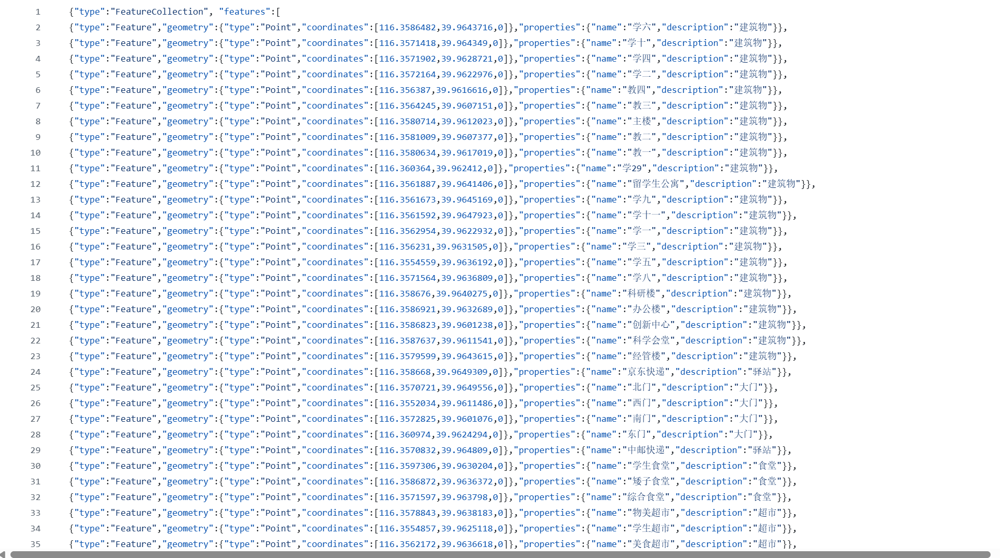 1 {"type":"FeatureCollection", "features":[
2 {"type":"Feature","geometry":{"type":"Point","coordinates":[116.3586482,39.9643716,0]},"properties":{"name":"学六","description":"建筑物"}},
3 {"type":"Feature","geometry":{"type":"Point","coordinates":[116.3571418,39.964349,0]},"properties":{"name":"学十","description":"建筑物"}},
4 {"type":"Feature","geometry":{"type":"Point","coordinates":[116.3571902,39.9628721,0]},"properties":{"name":"学四","description":"建筑物"}},
5 {"type":"Feature","geometry":{"type":"Point","coordinates":[116.3572164,39.9622976,0]},"properties":{"name":"学二","description":"建筑物"}},
6 {"type":"Feature","geometry":{"type":"Point","coordinates":[116.356387,39.9616616,0]},"properties":{"name":"教四","description":"建筑物"}},
7 {"type":"Feature","geometry":{"type":"Point","coordinates":[116.3564245,39.9607151,0]},"properties":{"name":"教三","description":"建筑物"}},
8 {"type":"Feature","geometry":{"type":"Point","coordinates":[116.3580714,39.9612023,0]},"properties":{"name":"主楼","description":"建筑物"}},
9 {"type":"Feature","geometry":{"type":"Point","coordinates":[116.3581009,39.9607377,0]},"properties":{"name":"教二","description":"建筑物"}},
10 {"type":"Feature","geometry":{"type":"Point","coordinates":[116.3580634,39.9617019,0]},"properties":{"name":"教一","description":"建筑物"}},
11 {"type":"Feature","geometry":{"type":"Point","coordinates":[116.360364,39.962412,0]},"properties":{"name":"学29","description":"建筑物"}},
12 {"type":"Feature","geometry":{"type":"Point","coordinates":[116.3561887,39.9641406,0]},"properties":{"name":"留学生公寓","description":"建筑物"}},
13 {"type":"Feature","geometry":{"type":"Point","coordinates":[116.3561673,39.9645169,0]},"properties":{"name":"学九","description":"建筑物"}},
14 {"type":"Feature","geometry":{"type":"Point","coordinates":[116.3561592,39.9647923,0]},"properties":{"name":"学十一","description":"建筑物"}},
15 {"type":"Feature","geometry":{"type":"Point","coordinates":[116.3562954,39.9622932,0]},"properties":{"name":"学一","description":"建筑物"}},
16 {"type":"Feature","geometry":{"type":"Point","coordinates":[116.356231,39.9631505,0]},"properties":{"name":"学三","description":"建筑物"}},
17 {"type":"Feature","geometry":{"type":"Point","coordinates":[116.3554559,39.9636192,0]},"properties":{"name":"学五","description":"建筑物"}},
18 {"type":"Feature","geometry":{"type":"Point","coordinates":[116.3571564,39.9636809,0]},"properties":{"name":"学八","description":"建筑物"}},
19 {"type":"Feature","geometry":{"type":"Point","coordinates":[116.358676,39.9640275,0]},"properties":{"name":"科研楼","description":"建筑物"}},
20 {"type":"Feature","geometry":{"type":"Point","coordinates":[116.3586921,39.9632689,0]},"properties":{"name":"办公楼","description":"建筑物"}},
21 {"type":"Feature","geometry":{"type":"Point","coordinates":[116.3586823,39.9601238,0]},"properties":{"name":"创新中心","description":"建筑物"}},
22 {"type":"Feature","geometry":{"type":"Point","coordinates":[116.3587637,39.9611541,0]},"properties":{"name":"科学会堂","description":"建筑物"}},
23 {"type":"Feature","geometry":{"type":"Point","coordinates":[116.3579599,39.9643615,0]},"properties":{"name":"经管楼","description":"建筑物"}},
24 {"type":"Feature","geometry":{"type":"Point","coordinates":[116.358668,39.9649309,0]},"properties":{"name":"京东快递","description":"驿站"}},
25 {"type":"Feature","geometry":{"type":"Point","coordinates":[116.3570721,39.9649556,0]},"properties":{"name":"北门","description":"大门"}},
26 {"type":"Feature","geometry":{"type":"Point","coordinates":[116.3552034,39.9611486,0]},"properties":{"name":"西门","description":"大门"}},
27 {"type":"Feature","geometry":{"type":"Point","coordinates":[116.3572825,39.9601076,0]},"properties":{"name":"南门","description":"大门"}},
28 {"type":"Feature","geometry":{"type":"Point","coordinates":[116.360974,39.9624294,0]},"properties":{"name":"东门","description":"大门"}},
29 {"type":"Feature","geometry":{"type":"Point","coordinates":[116.3570832,39.964809,0]},"properties":{"name":"中邮快递","description":"驿站"}},
30 {"type":"Feature","geometry":{"type":"Point","coordinates":[116.3597306,39.9630204,0]},"properties":{"name":"学生食堂","description":"食堂"}},
31 {"type":"Feature","geometry":{"type":"Point","coordinates":[116.3586872,39.9636372,0]},"properties":{"name":"矮子食堂","description":"食堂"}},
32 {"type":"Feature","geometry":{"type":"Point","coordinates":[116.3571597,39.963798,0]},"properties":{"name":"综合食堂","description":"食堂"}},
33 {"type":"Feature","geometry":{"type":"Point","coordinates":[116.3578843,39.9638183,0]},"properties":{"name":"物美超市","description":"超市"}},
34 {"type":"Feature","geometry":{"type":"Point","coordinates":[116.3554857,39.9625118,0]},"properties":{"name":"学生超市","description":"超市"}},
35 {"type":"Feature","geometry":{"type":"Point","coordinates":[116.3562172,39.9636618,0]},"properties":{"name":"美食超市","description":"超市"}},